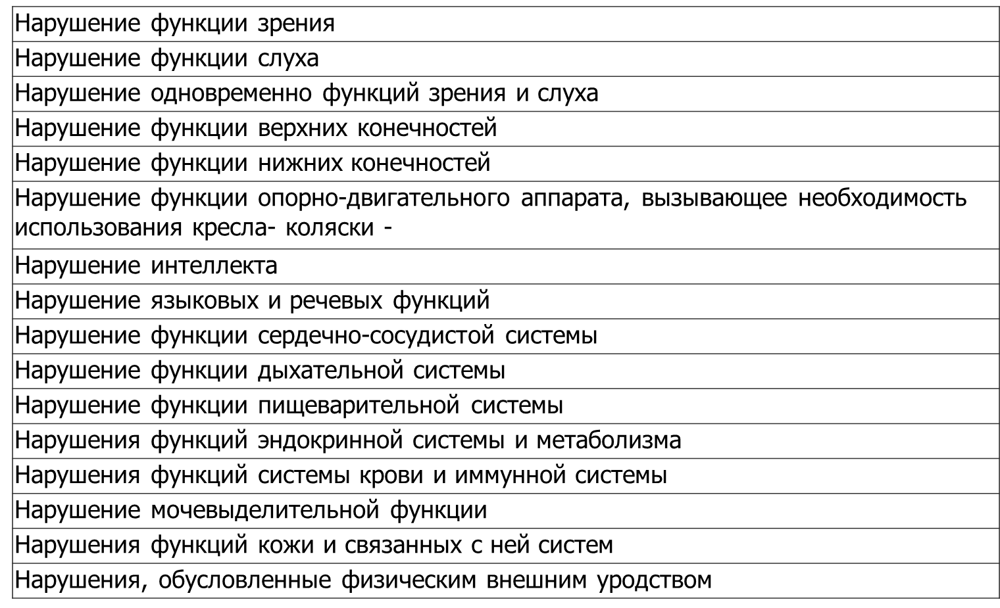 Нарушение функции зрения
Нарушение функции слуха
Нарушение одновременно функций зрения и слуха
Нарушение функции верхних конечностей
Нарушение функции нижних конечностей
Нарушение функции опорно-двигательного аппарата, вызывающее необходимость
использования кресла- коляски -
Нарушение интеллекта
Нарушение языковых и речевых функций
Нарушение функции сердечно-сосудистой системы
Нарушение функции дыхательной системы
Нарушение функции пищеварительной системы
Нарушения функций эндокринной системы и метаболизма
Нарушения функций системы крови и иммунной системы
Нарушение мочевыделительной функции
Нарушения функций кожи и связанных с ней систем
Нарушения, обусловленные физическим внешним уродством